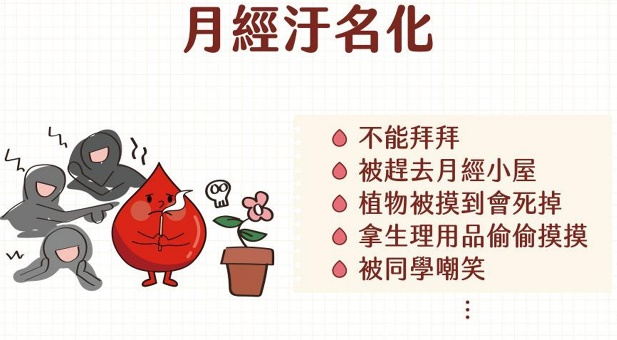 月經汙名化
不能拜拜
被趕去月經小屋
植物被摸到會死掉
拿生理用品偷偷摸摸
被同學嘲笑
⋮